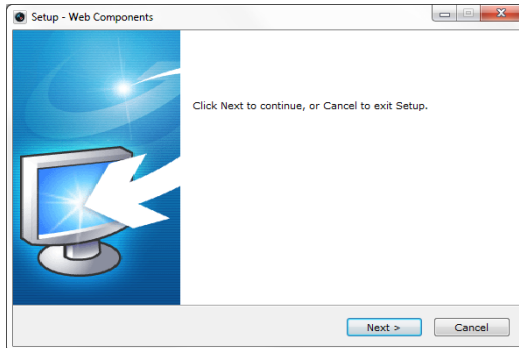 Setup - Web Components
Click Next to continue, or Cancel to exit Setup.
Next >
Cancel